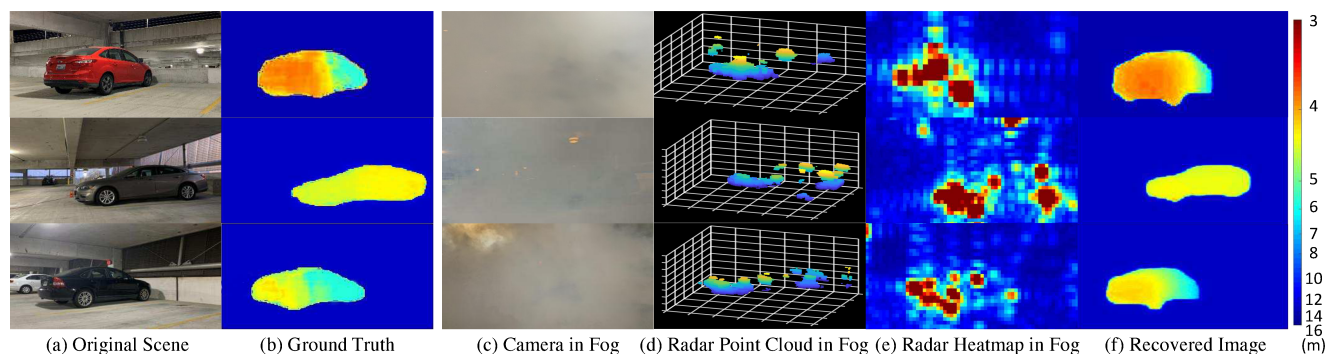 3
4
5
6
8
10
12
14
16
(m)
(a) Original Scene
(b) Ground Truth
(c) Camera in Fog
(d) Radar Point Cloud in Fog
(e) Radar Heatmap in Fog
(f) Recovered Image